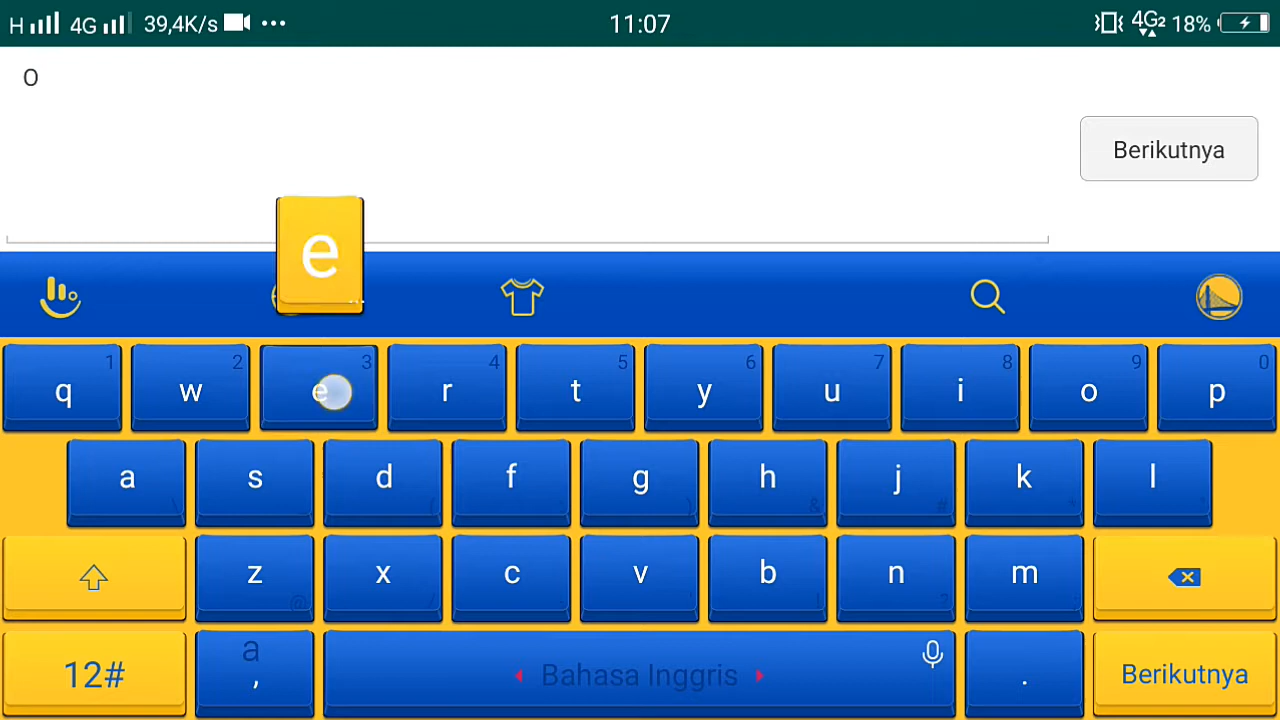 H 4G 39,4K/s ••• 11:07 4G2 18%
O
Berikutnya
e
1 2 3 4 5 6 7 8 9 0
q w e r t y u i o p
a s d f g h j k l
z x c v b n m
12# a , Bahasa Inggris . Berikutnya